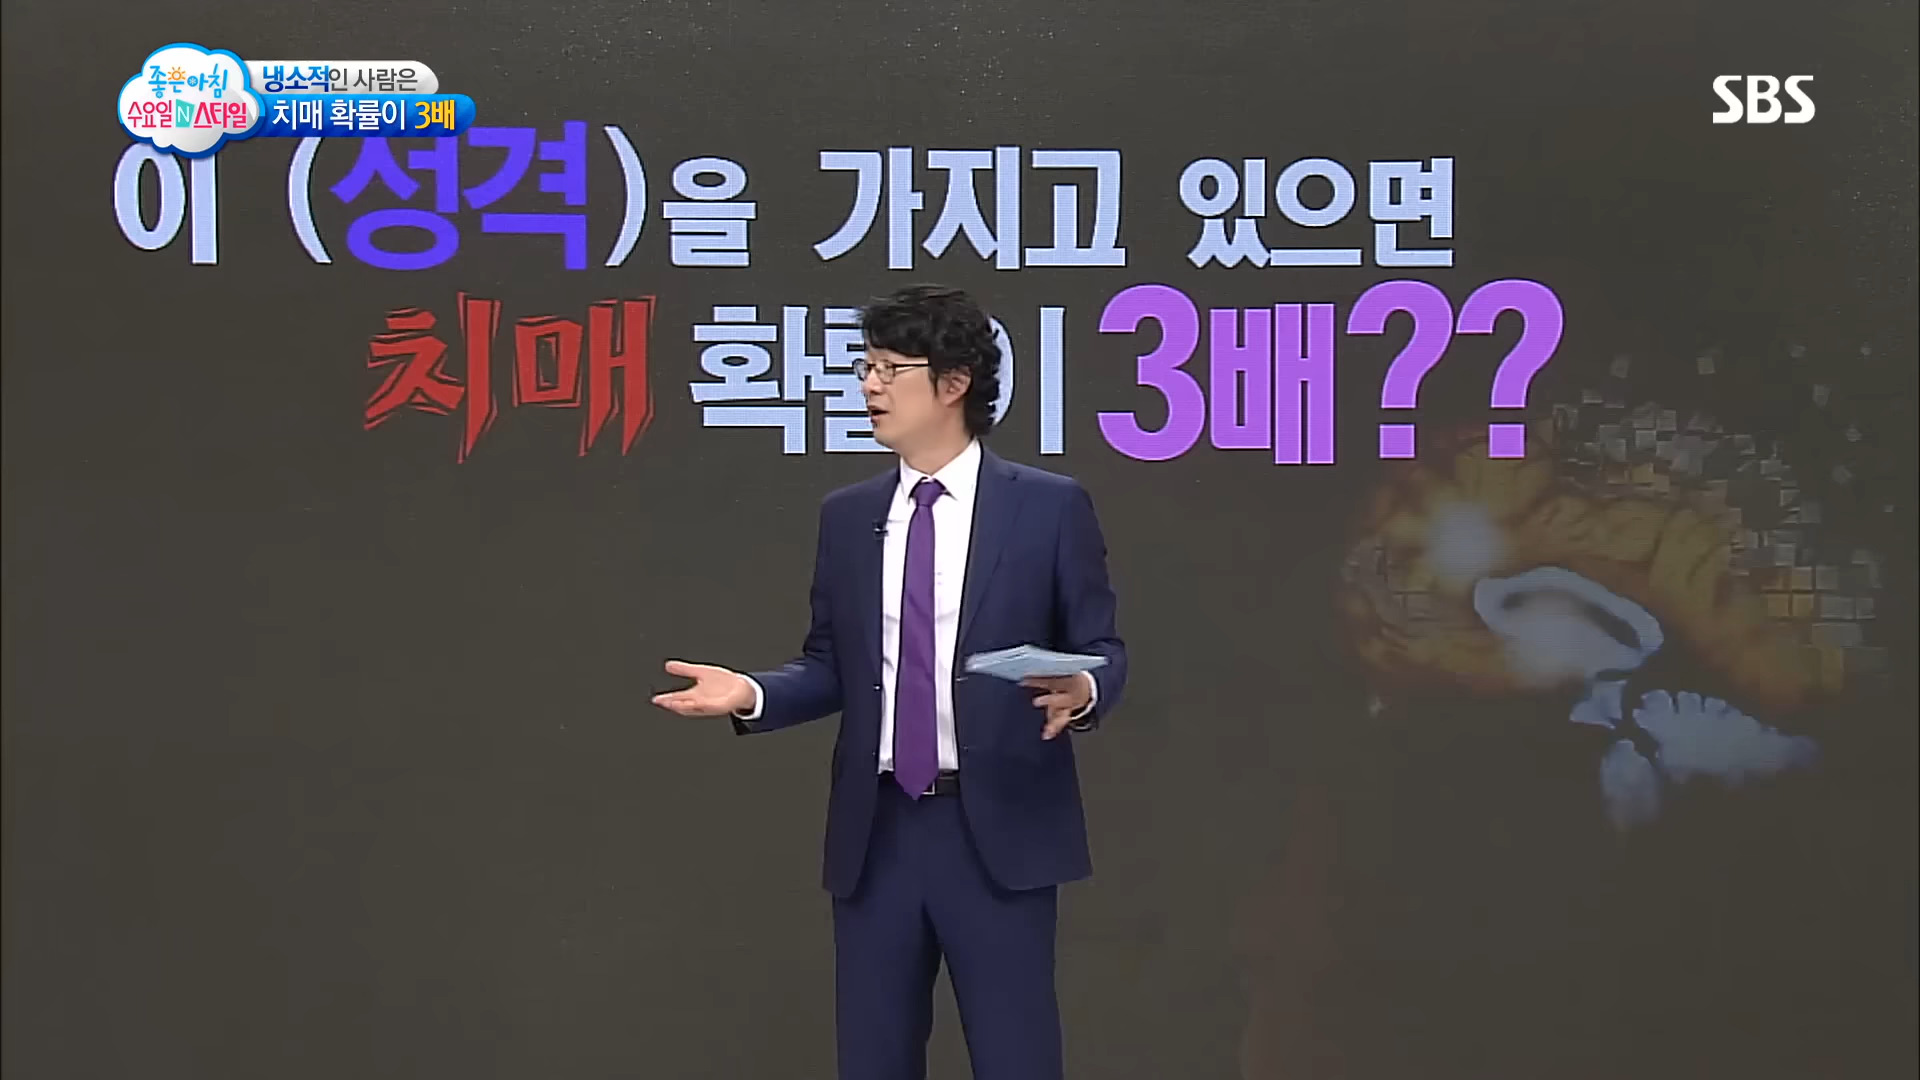 좋은아침
수요일 N 스타일
냉소적인 사람은
치매 확률이 3배
SBS
이 (성격)을 가지고 있으면
치매 확률이 3배??